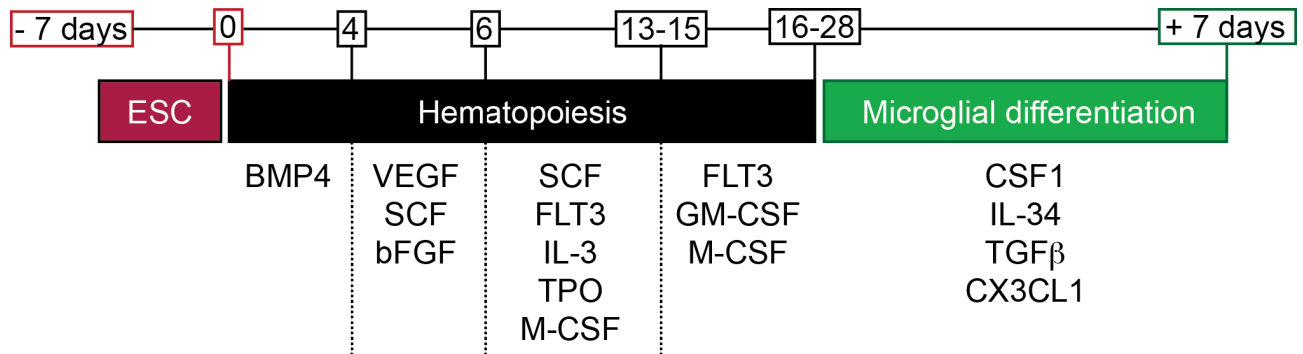 - 7 days 0 4 6 13-15 16-28 + 7 days
ESC Hematopoiesis Microglial differentiation
BMP4 VEGF SCF FLT3 CSF1
SCF FLT3 GM-CSF IL-34
bFGF IL-3 M-CSF TGFβ
TPO CX3CL1
M-CSF